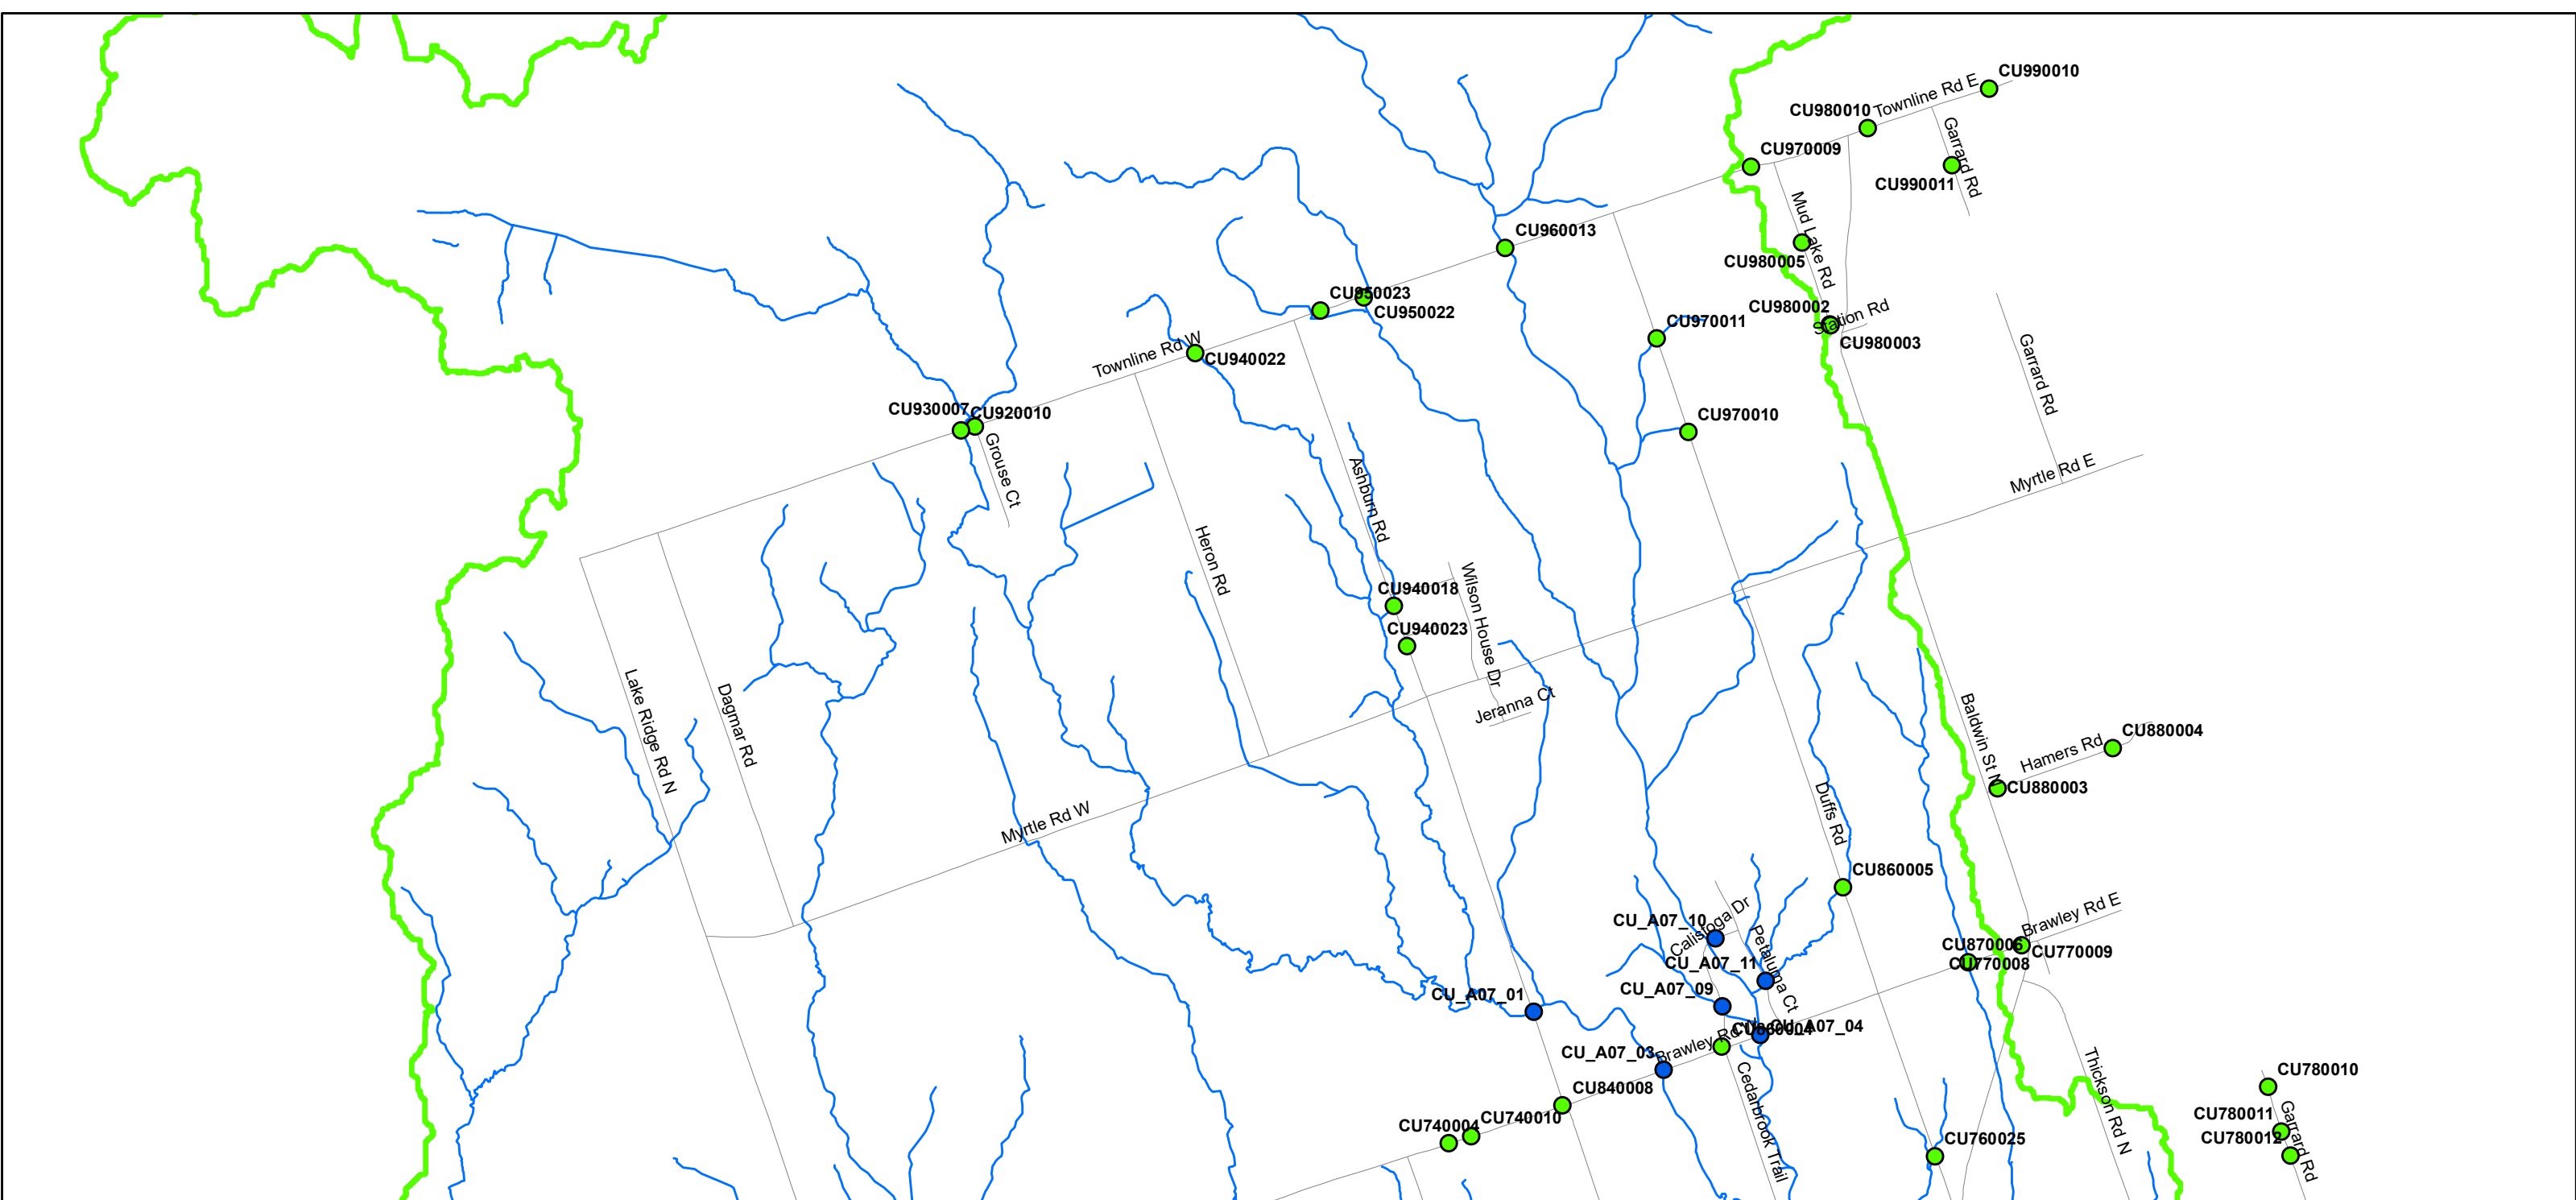 CU990010
CU980010
Townline Rd E
Garrard Rd
CU970009
CU990011
Mud Lake Rd
CU960013
CU980005
CU950023
CU950022
CU980002
Station Rd
CU980003
CU970011
Townline Rd W
CU940022
Garrard Rd
CU930007
CU920010
CU970010
Grouse Ct
Ashburn Rd
Myrtle Rd E
Heron Rd
CU940018
Wilson House Dr
CU940023
Lake Ridge Rd N
Dagmar Rd
Jeranna Ct
Baldwin St N
CU880004
Hamers Rd
CU880003
Duffs Rd
Myrtle Rd W
CU860005
CU_A07_10
Calistoga Dr
Petaluma Ct
Brawley Rd E
CU870006
CU770009
CU770008
CU_A07_11
CU_A07_09
CU_A07_01
CU860004
CU_A07_04
CU_A07_03
Brawley Rd
Cedarbrook Trail
Thickson Rd N
CU780010
CU840008
CU740010
CU740004
CU780011
Garrard Rd
CU780012
CU760025